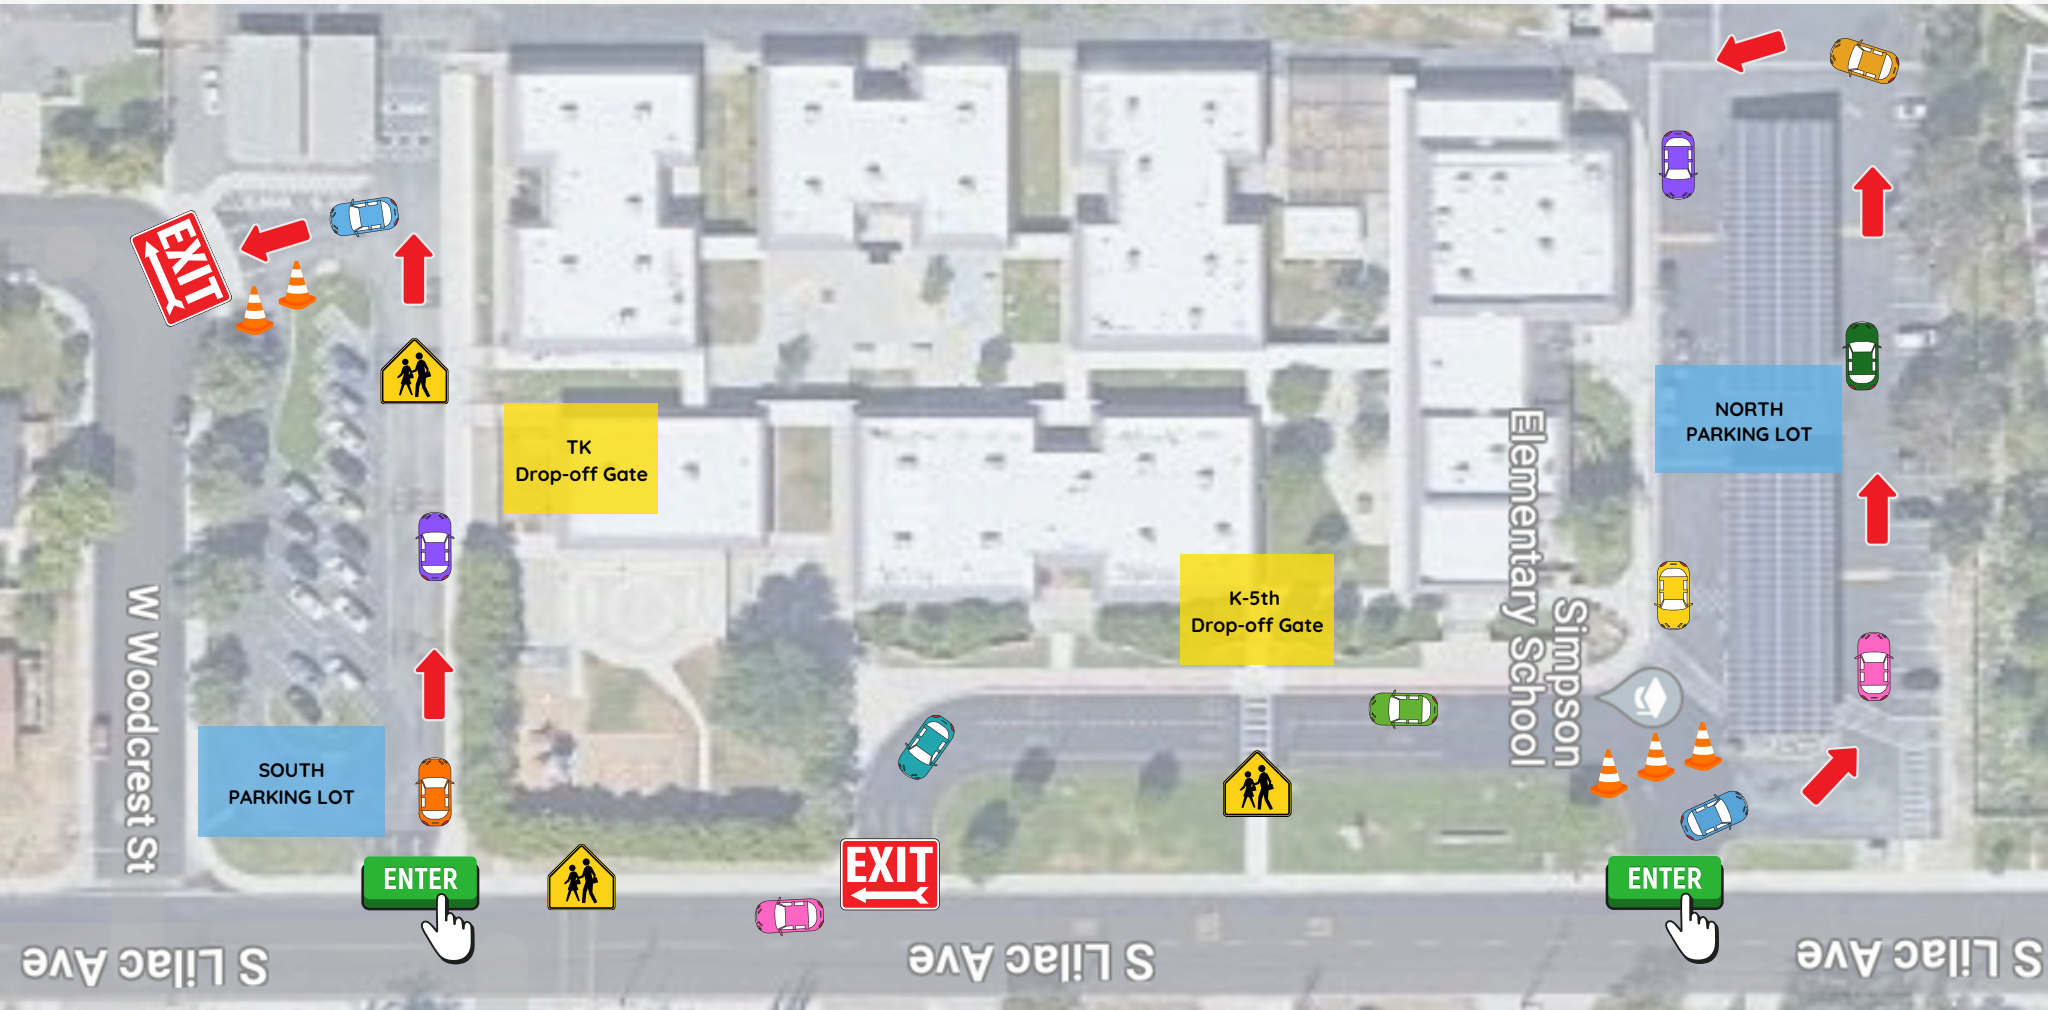 EXIT
TK
Drop-off Gate
NORTH
PARKING LOT
K-5th
Drop-off Gate
Simpson
Elementary School
W Woodcrest St
SOUTH
PARKING LOT
EXIT
ENTER
ENTER
S Lilac Ave
S Lilac Ave
S Lilac Ave